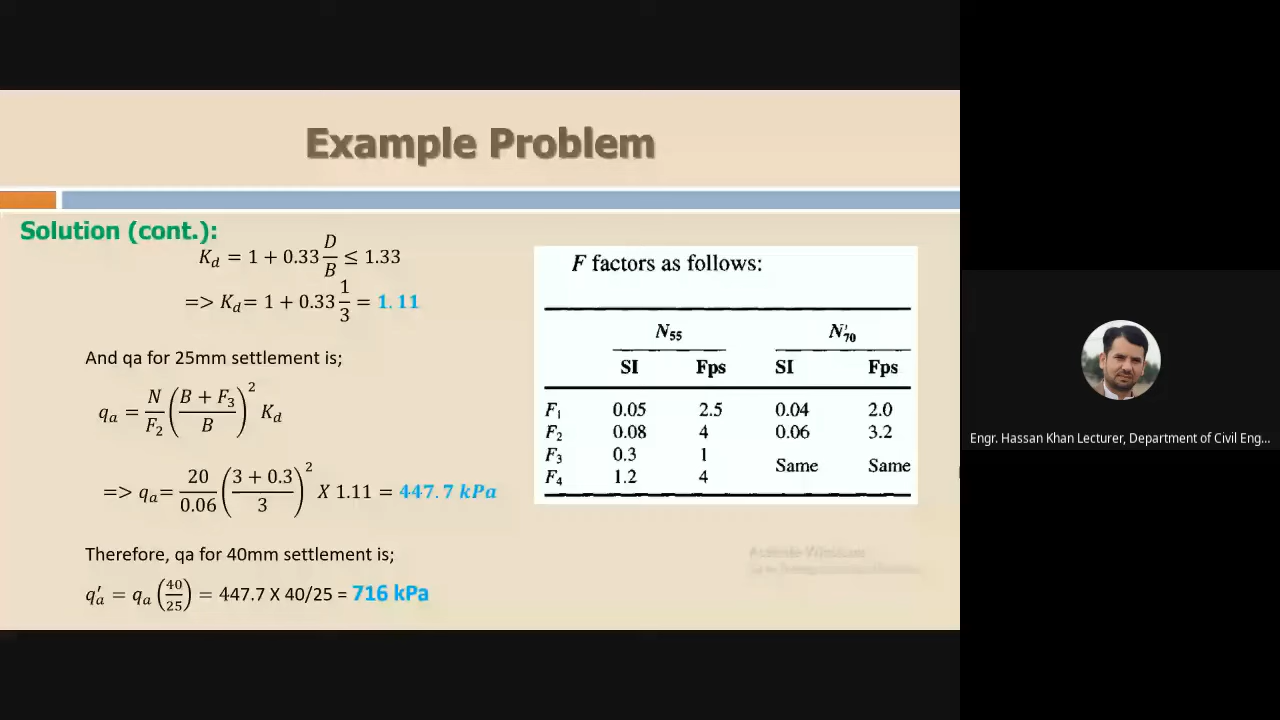 Example Problem
Solution (cont.):
K_d = 1 + 0.33 D/B ≤ 1.33
=> K_d = 1 + 0.33 1/3 = 1.11
And qa for 25mm settlement is;
q_a = N/F_2 ((B + F_3)/B)^2 K_d
=> q_a = 20/0.06 ((3 + 0.3)/3)^2 X 1.11 = 447.7 kPa
Therefore, qa for 40mm settlement is;
q'_a = q_a (40/25) = 447.7 X 40/25 = 716 kPa
F factors as follows:
N_55 N'_70
SI Fps SI Fps
F_1 0.05 2.5 0.04 2.0
F_2 0.08 4 0.06 3.2
F_3 0.3 1
Same Same
F_4 1.2 4
Activate Windows
Engr. Hassan Khan Lecturer, Department of Civil Eng...